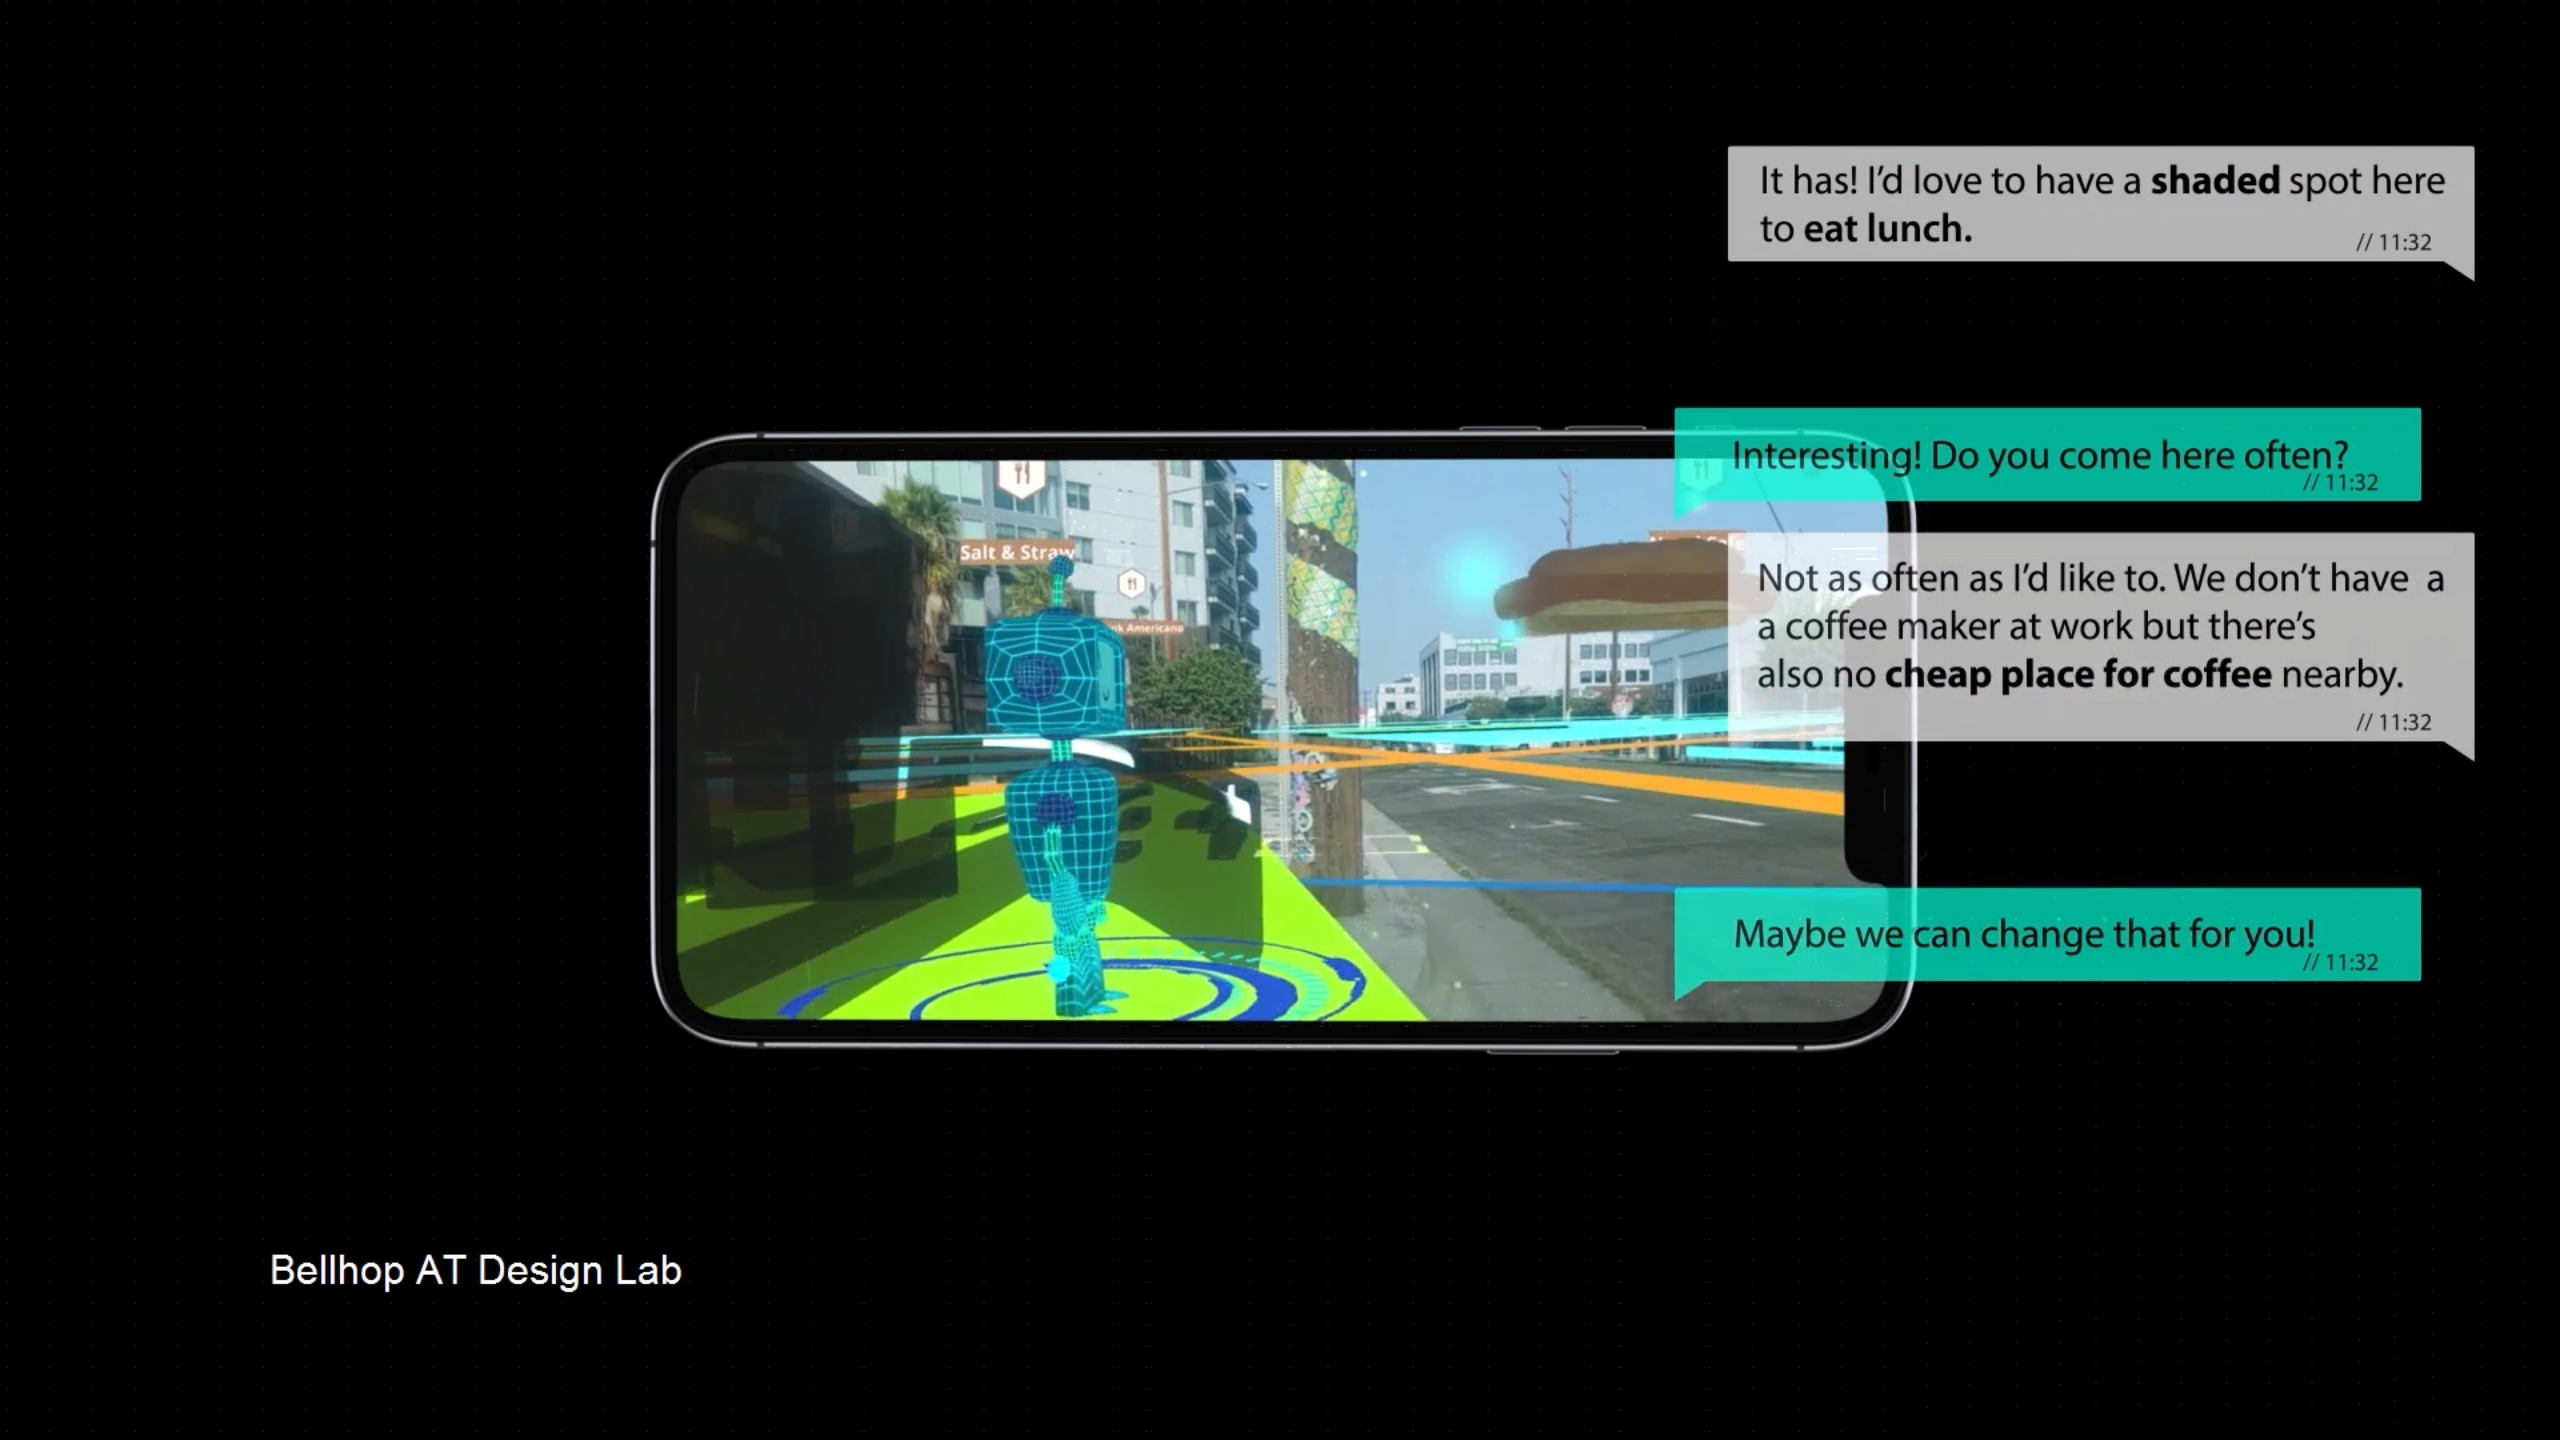 It has! I'd love to have a shaded spot here
to eat lunch.
// 11:32
Interesting! Do you come here often?
// 11:32
Salt & Straw
Americano
Not as often as I'd like to. We don't have a
a coffee maker at work but there's
also no cheap place for coffee nearby.
// 11:32
Maybe we can change that for you!
// 11:32
Bellhop AT Design Lab